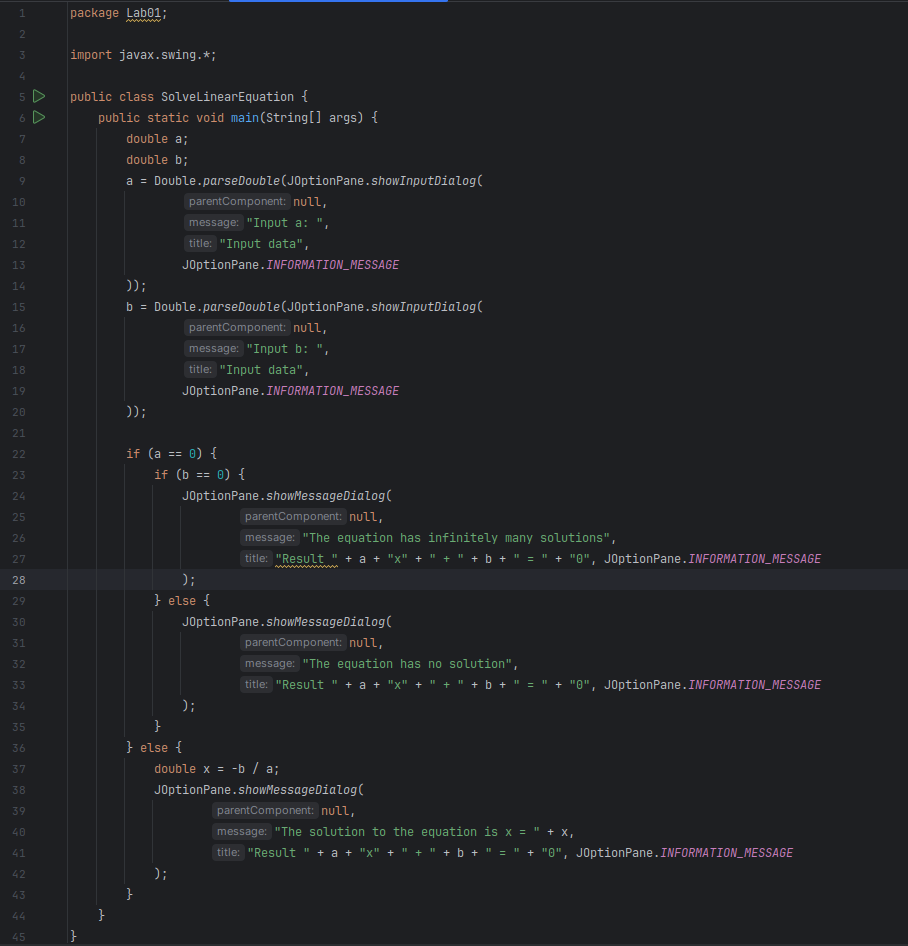 1 package Lab01;
2
3 import javax.swing.*;
4
5 public class SolveLinearEquation {
6     public static void main(String[] args) {
7         double a;
8         double b;
9         a = Double.parseDouble(JOptionPane.showInputDialog(
10                 parentComponent: null,
11                 message: "Input a: ",
12                 title: "Input data",
13                 JOptionPane.INFORMATION_MESSAGE
14         ));
15         b = Double.parseDouble(JOptionPane.showInputDialog(
16                 parentComponent: null,
17                 message: "Input b: ",
18                 title: "Input data",
19                 JOptionPane.INFORMATION_MESSAGE
20         ));
21
22         if (a == 0) {
23             if (b == 0) {
24                 JOptionPane.showMessageDialog(
25                         parentComponent: null,
26                         message: "The equation has infinitely many solutions",
27                         title: "Result " + a + "x" + " + " + b + " = " + "0", JOptionPane.INFORMATION_MESSAGE
28                 );
29             } else {
30                 JOptionPane.showMessageDialog(
31                         parentComponent: null,
32                         message: "The equation has no solution",
33                         title: "Result " + a + "x" + " + " + b + " = " + "0", JOptionPane.INFORMATION_MESSAGE
34                 );
35             }
36         } else {
37             double x = -b / a;
38             JOptionPane.showMessageDialog(
39                     parentComponent: null,
40                     message: "The solution to the equation is x = " + x,
41                     title: "Result " + a + "x" + " + " + b + " = " + "0", JOptionPane.INFORMATION_MESSAGE
42             );
43         }
44     }
45 }